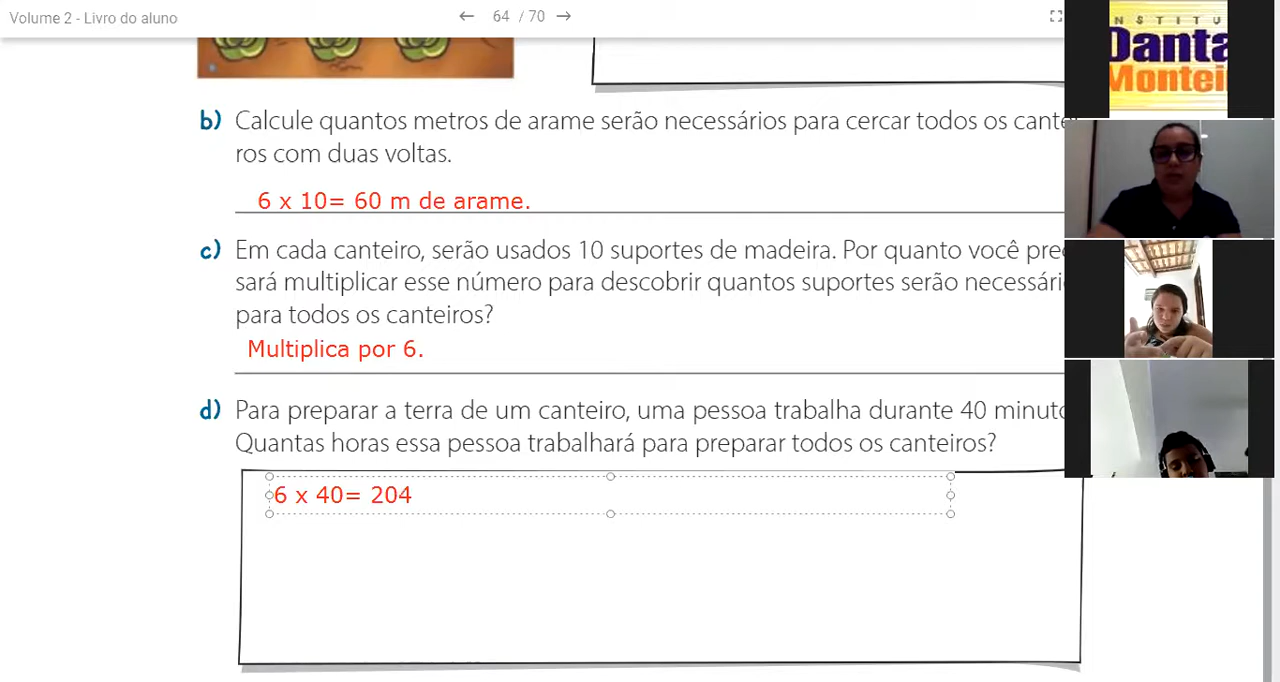 Volume 2 - Livro do aluno
64 / 70
NSTITU
Danta
Montei
b) Calcule quantos metros de arame serão necessários para cercar todos os cantei
ros com duas voltas.
6 x 10= 60 m de arame.
c) Em cada canteiro, serão usados 10 suportes de madeira. Por quanto você prec
sará multiplicar esse número para descobrir quantos suportes serão necessári
para todos os canteiros?
Multiplica por 6.
d) Para preparar a terra de um canteiro, uma pessoa trabalha durante 40 minuto
Quantas horas essa pessoa trabalhará para preparar todos os canteiros?
6 x 40= 204